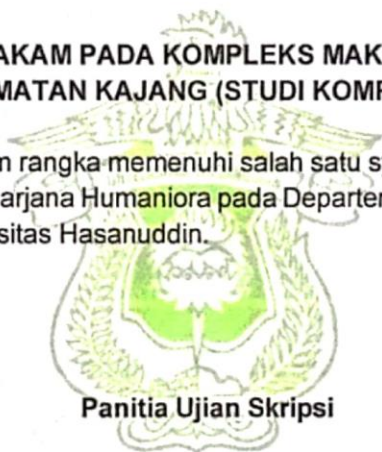 AKAM PADA KOMPLEKS MAK
MATAN KAJANG (STUDI KOMP
m rangka memenuhi salah satu s
arjana Humaniora pada Departe
sitas Hasanuddin.
Panitia Ujian Skripsi